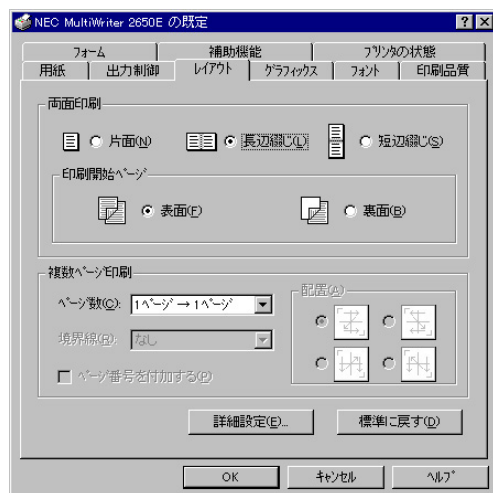 NEC MultiWriter 2650E の既定
フォーム 補助機能 プリンタの状態
用紙 出力制御 レイアウト グラフィックス フォント 印刷品質
両面印刷
片面(N) 長辺綴じ(L) 短辺綴じ(S)
印刷開始ページ
表面(F) 裏面(B)
複数ページ印刷
ページ数(C): 1ページ → 1ページ 配置(A)
境界線(R): なし
ページ番号を付加する(P)
詳細設定(E)... 標準に戻す(D)
OK キャンセル ヘルプ